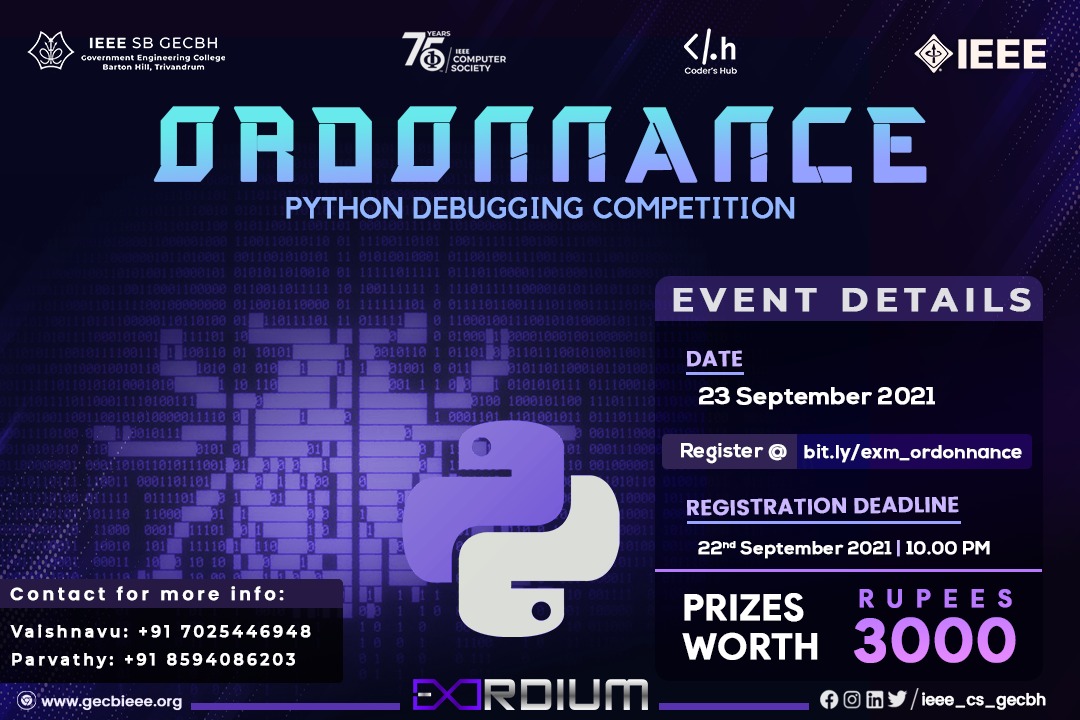 IEEE SB GECBH
Government Engineering College
Barton Hill, Trivandrum
75 YEARS
IEEE
COMPUTER
SOCIETY
</.h
Coder's Hub
IEEE
ORDONNANCE
PYTHON DEBUGGING COMPETITION
EVENT DETAILS
DATE
23 September 2021
Register @ bit.ly/exm_ordonnance
REGISTRATION DEADLINE
22nd September 2021 | 10.00 PM
PRIZES
WORTH
RUPEES
3000
Contact for more info:
Vaishnavu: +91 7025446948
Parvathy: +91 8594086203
www.gecbieee.org
EXORDIUM
/ieee_cs_gecbh